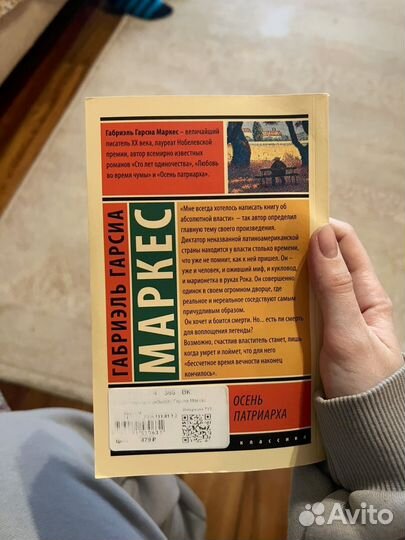 Габриэль Гарсиа Маркес – величайший
писатель XX века, лауреат Нобелевской
премии, автор всемирно известных
романов «Сто лет одиночества», «Любовь
во время чумы» и «Осень патриарха».
ГАБРИЭЛЬ ГАРСИА
МАРКЕС
«Мне всегда хотелось написать книгу об
абсолютной власти» – так автор определил
главную тему своего произведения.
Диктатор неназванной латиноамериканской
страны находится у власти столько времени,
что уже не помнит, как к ней пришел. Он –
уже и человек, и оживший миф, и кукловод,
и марионетка в руках Рока. Он совершенно
одинок в своем огромном дворце, где
реальное и нереальное соседствуют самым
причудливым образом.
Он хочет и боится смерти. Но... есть ли смерть
для воплощения легенды?
Возможно, счастлив властитель станет, лишь
когда умрет и поймет, что для него
«бессчетное время вечности наконец
кончилось».
ОСЕНЬ
ПАТРИАРХА
479 ₽
классика
Avito